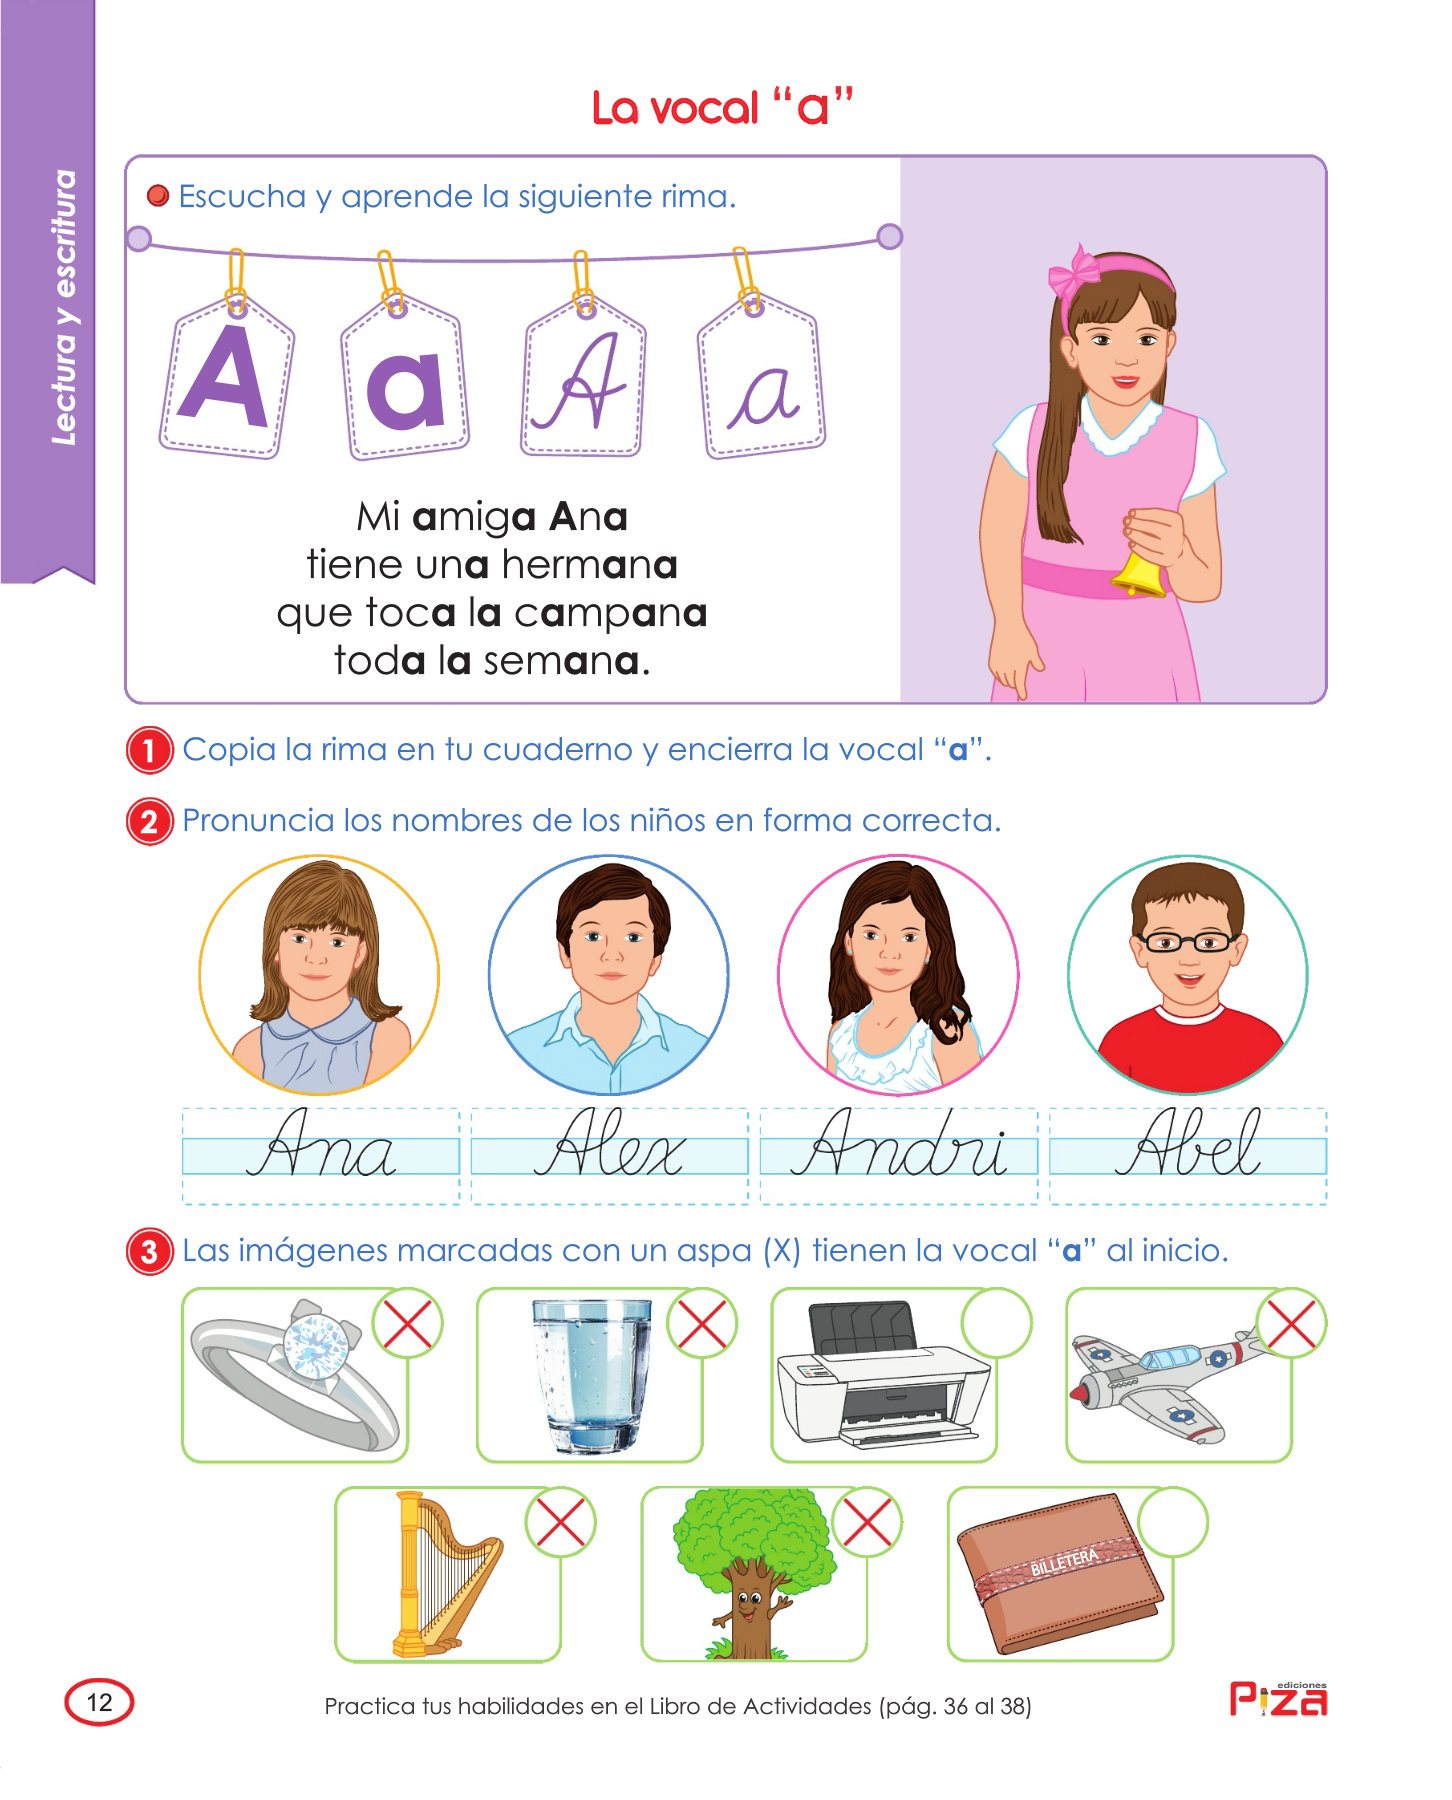 Lectura y escritura
La vocal “a”
Escucha y aprende la siguiente rima.
A a A a
Mi amiga Ana
tiene una hermana
que toca la campana
toda la semana.
1 Copia la rima en tu cuaderno y encierra la vocal “a”.
2 Pronuncia los nombres de los niños en forma correcta.
Ana Alex Andri Abel
3 Las imágenes marcadas con un aspa (X) tienen la vocal “a” al inicio.
BILLETERA
12
Practica tus habilidades en el Libro de Actividades (pág. 36 al 38)
ediciones
Piza